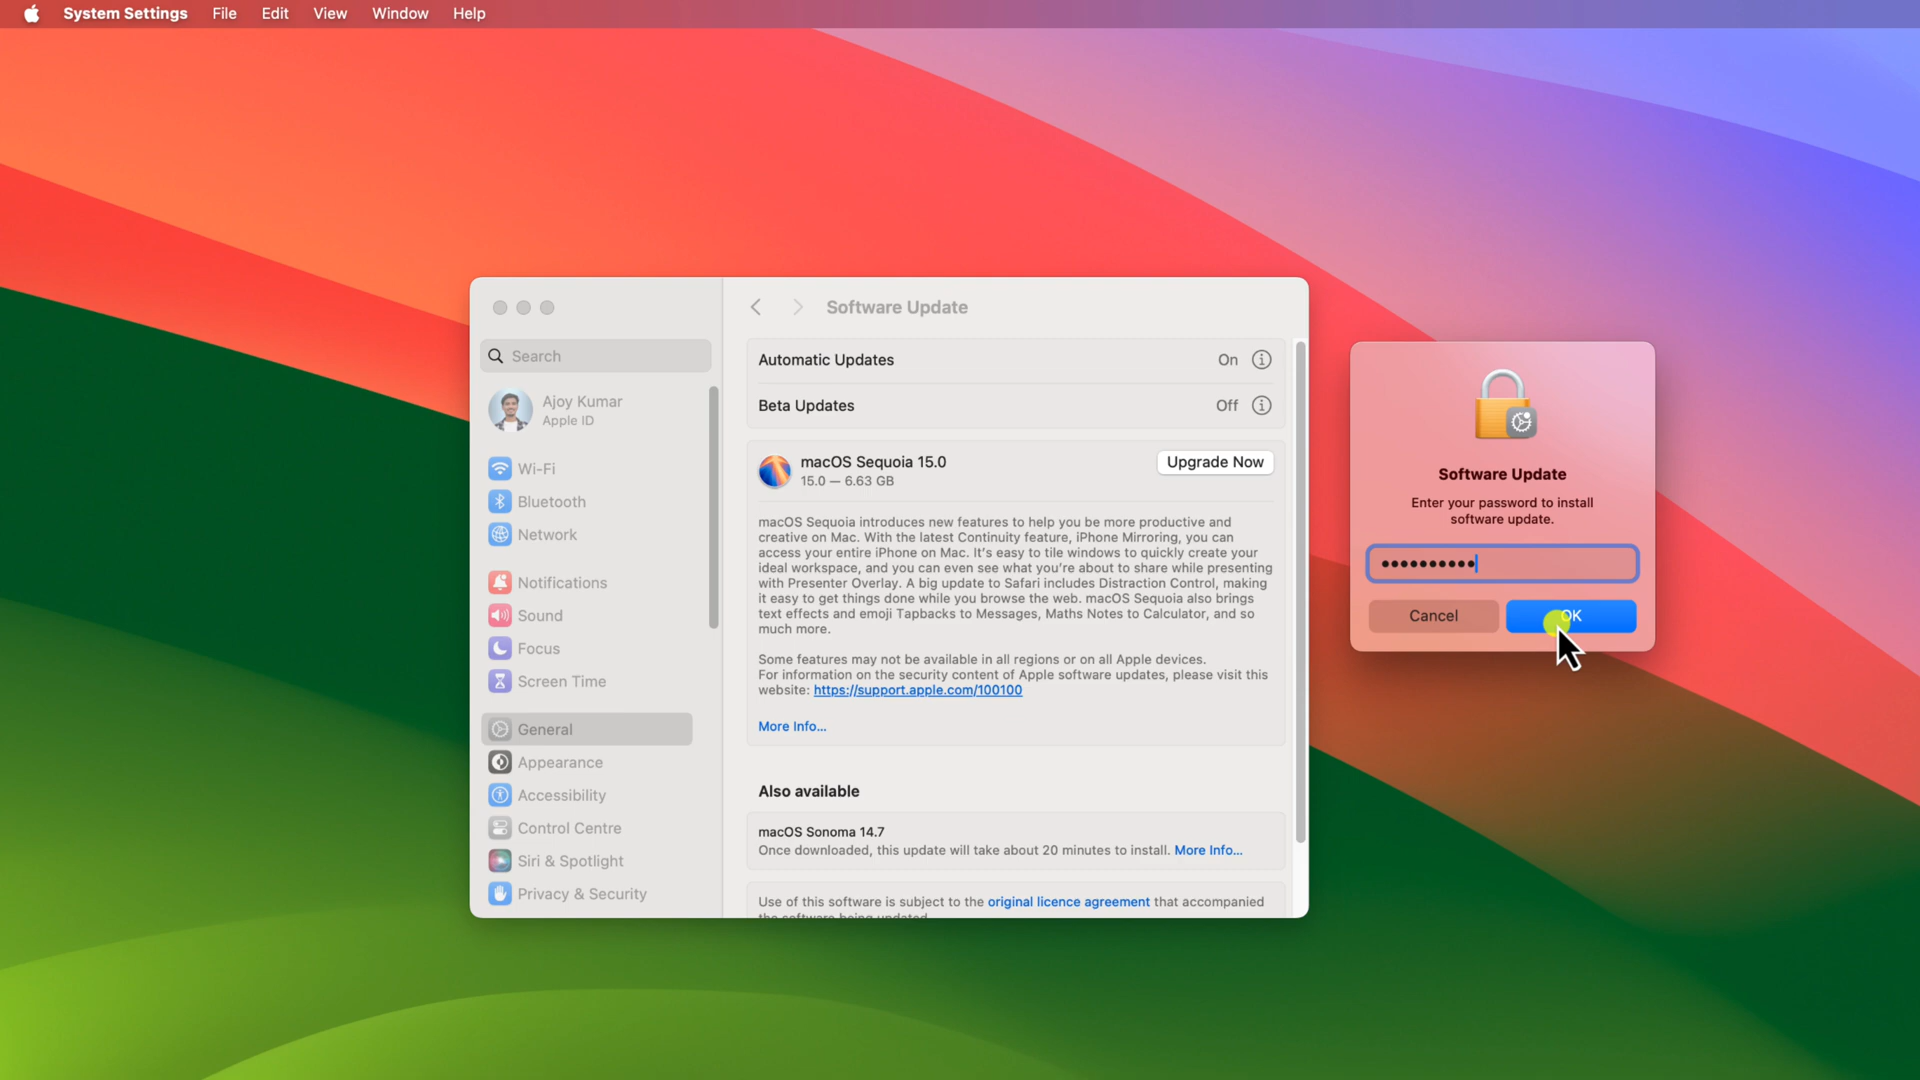 System Settings File Edit View Window Help
Software Update
Search
Ajoy Kumar
Apple ID
Wi-Fi
Bluetooth
Network
Notifications
Sound
Focus
Screen Time
General
Appearance
Accessibility
Control Centre
Siri & Spotlight
Privacy & Security
Automatic Updates On
Beta Updates Off
macOS Sequoia 15.0
15.0 — 6.63 GB
Upgrade Now
macOS Sequoia introduces new features to help you be more productive and
creative on Mac. With the latest Continuity feature, iPhone Mirroring, you can
access your entire iPhone on Mac. It's easy to tile windows to quickly create your
ideal workspace, and you can even see what you're about to share while presenting
with Presenter Overlay. A big update to Safari includes Distraction Control, making
it easy to get things done while you browse the web. macOS Sequoia also brings
text effects and emoji Tapbacks to Messages, Maths Notes to Calculator, and so
much more.
Some features may not be available in all regions or on all Apple devices.
For information on the security content of Apple software updates, please visit this
website: https://support.apple.com/100100
More Info...
Also available
macOS Sonoma 14.7
Once downloaded, this update will take about 20 minutes to install. More Info...
Use of this software is subject to the original licence agreement that accompanied
the software being updated.
Software Update
Enter your password to install
software update.
••••••••••
Cancel
OK